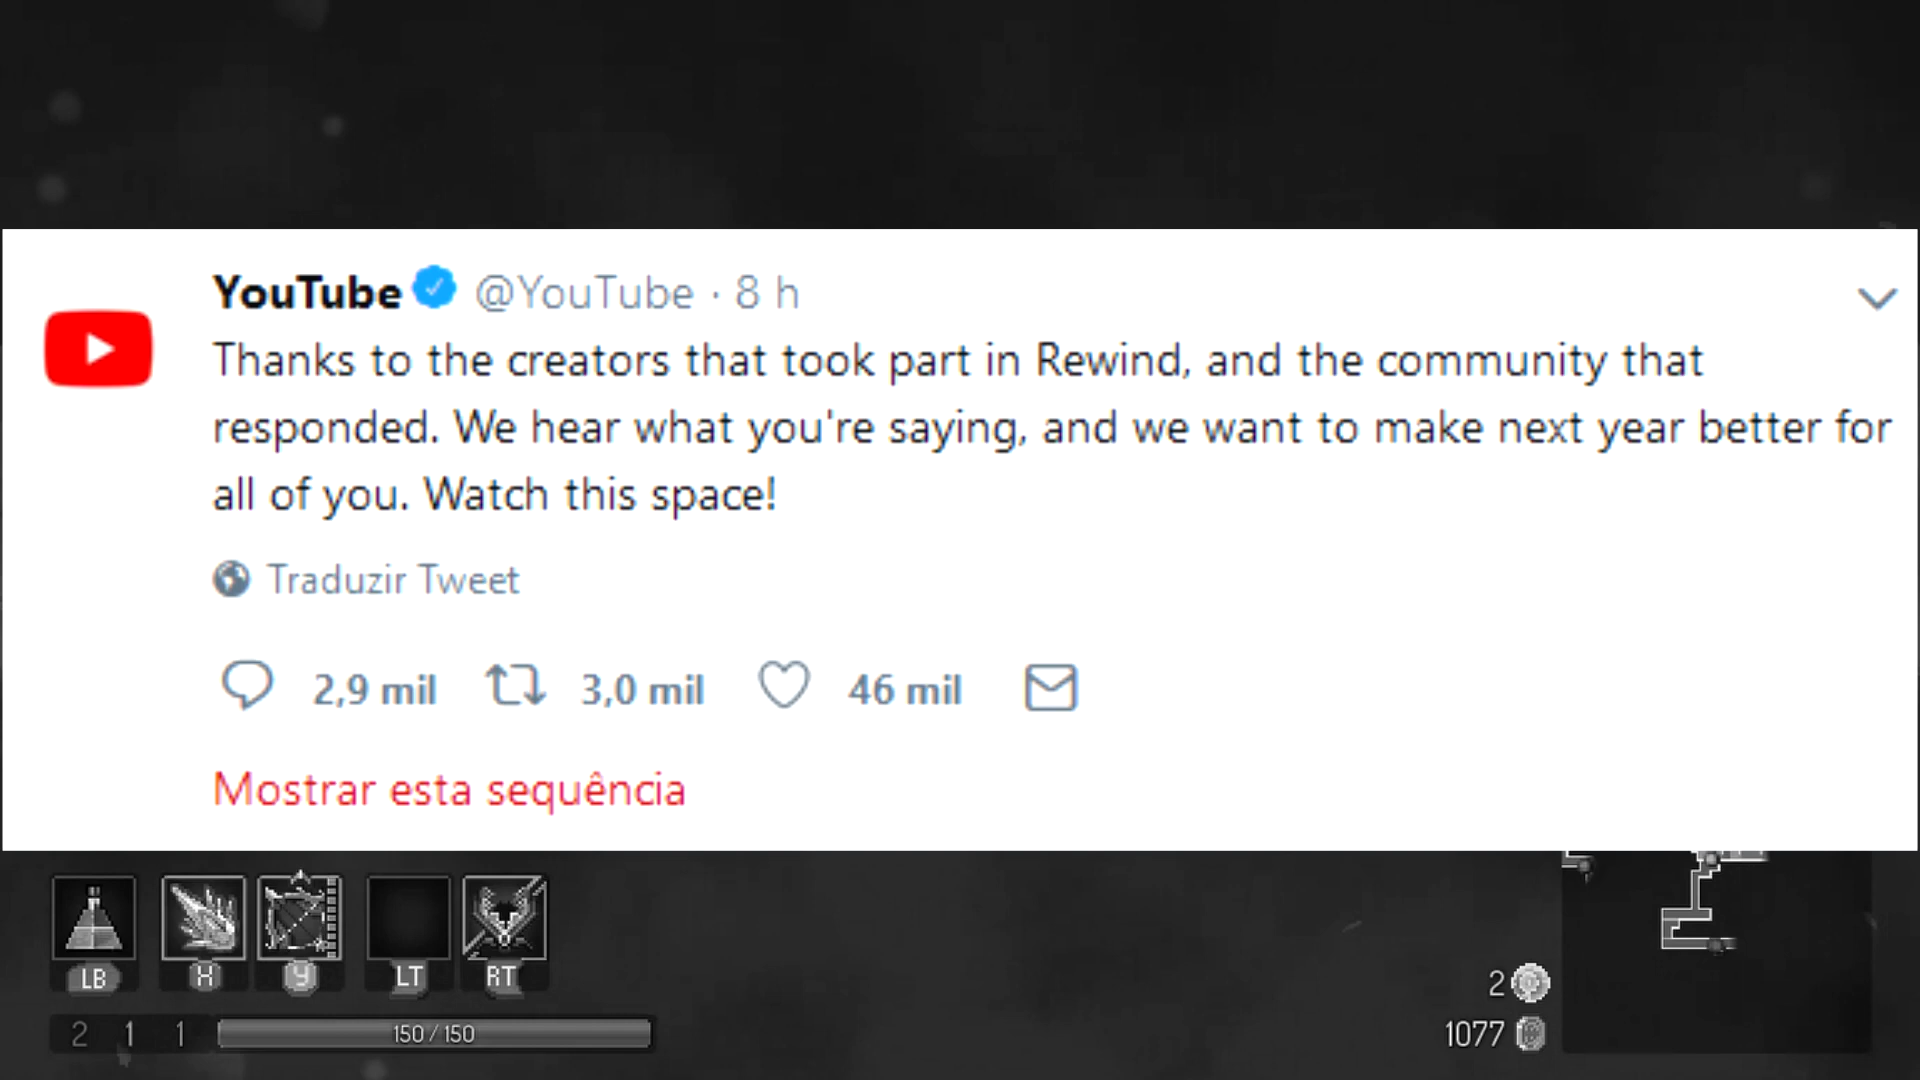 YouTube @YouTube · 8 h
Thanks to the creators that took part in Rewind, and the community that
responded. We hear what you're saying, and we want to make next year better for
all of you. Watch this space!
Traduzir Tweet
2,9 mil 3,0 mil 46 mil
Mostrar esta sequência
LB X Y LT RT
2
2 1 1 150 / 150
1077